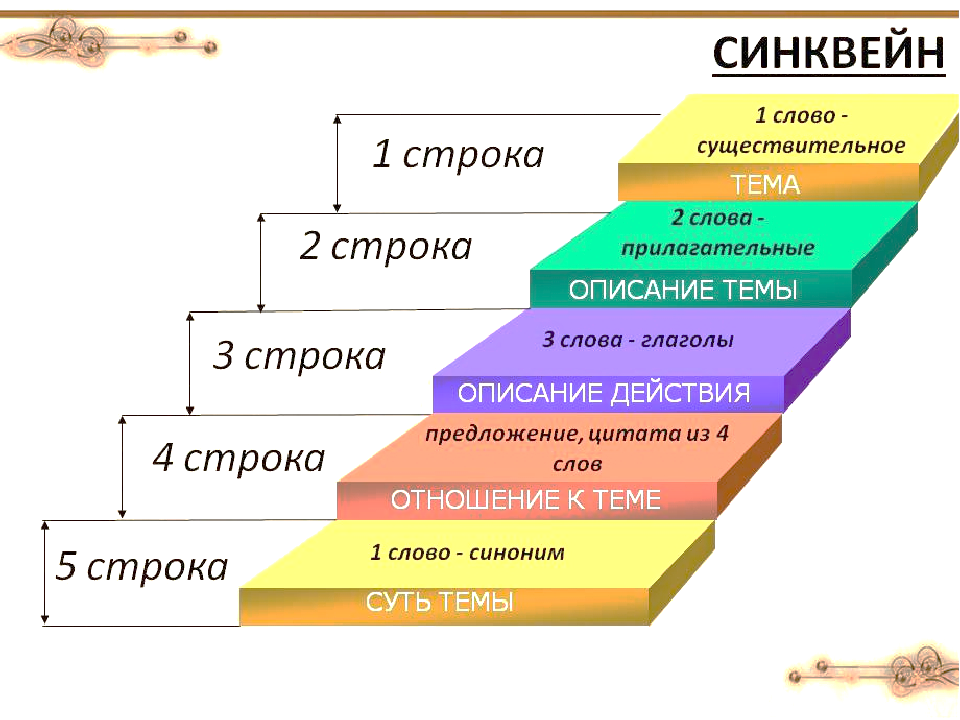 СИНКВЕЙН
1 строка
1 слово -
существительное
ТЕМА
2 строка
2 слова -
прилагательные
ОПИСАНИЕ ТЕМЫ
3 строка
3 слова - глаголы
ОПИСАНИЕ ДЕЙСТВИЯ
4 строка
предложение, цитата из 4
слов
ОТНОШЕНИЕ К ТЕМЕ
5 строка
1 слово - синоним
СУТЬ ТЕМЫ